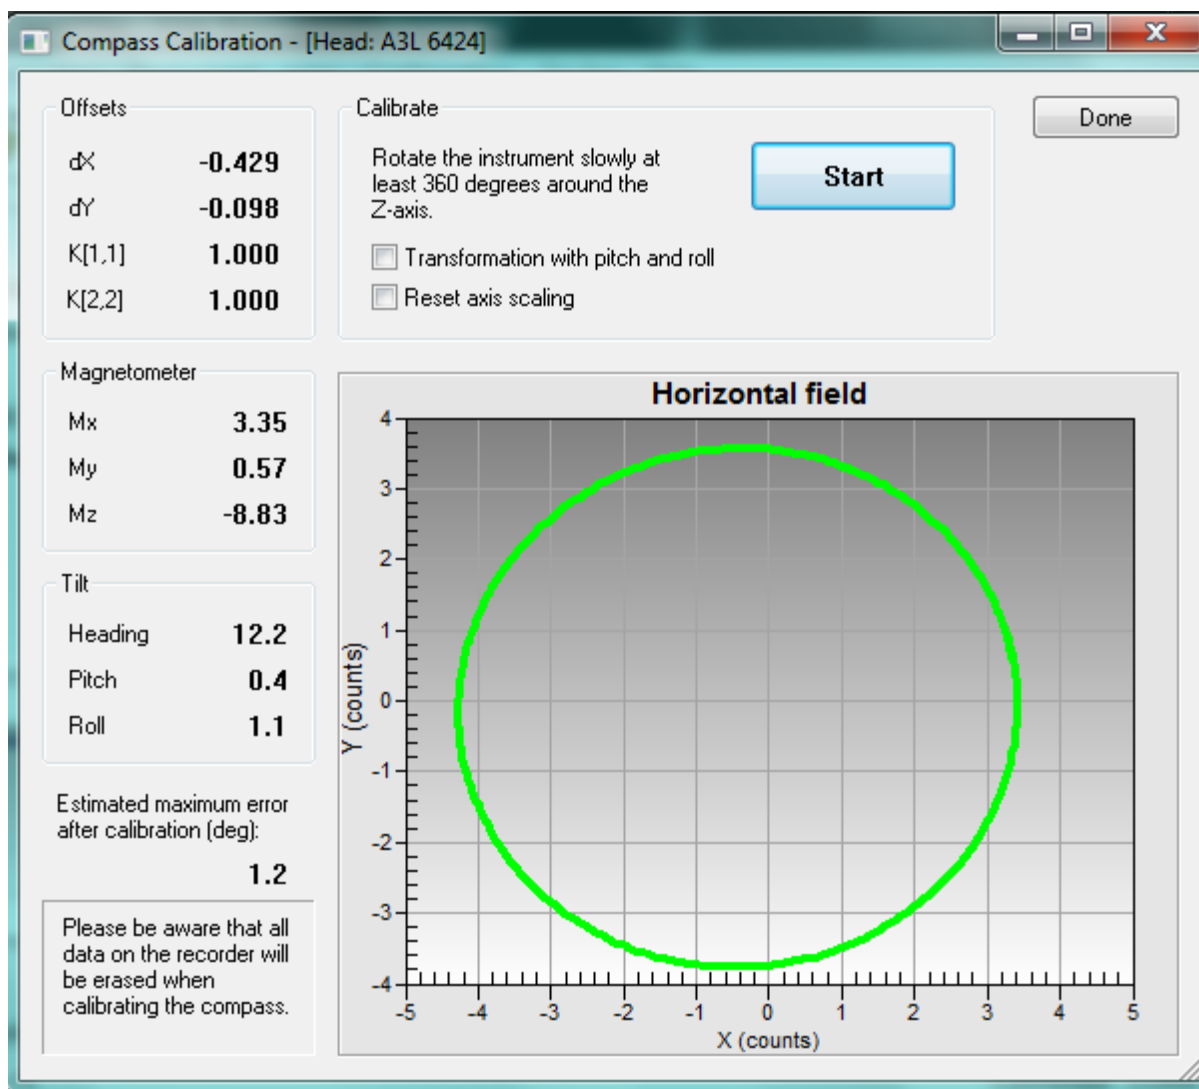 Compass Calibration - [Head: A3L 6424]
Offsets
dX -0.429
dY -0.098
K[1,1] 1.000
K[2,2] 1.000
Calibrate
Rotate the instrument slowly at
least 360 degrees around the
Z-axis.
Start
Transformation with pitch and roll
Reset axis scaling
Done
Magnetometer
Mx 3.35
My 0.57
Mz -8.83
Tilt
Heading 12.2
Pitch 0.4
Roll 1.1
Estimated maximum error
after calibration (deg):
1.2
Please be aware that all
data on the recorder will
be erased when
calibrating the compass.
Horizontal field
Y (counts)
4
3
2
1
0
-1
-2
-3
-4
-5 -4 -3 -2 -1 0 1 2 3 4 5
X (counts)